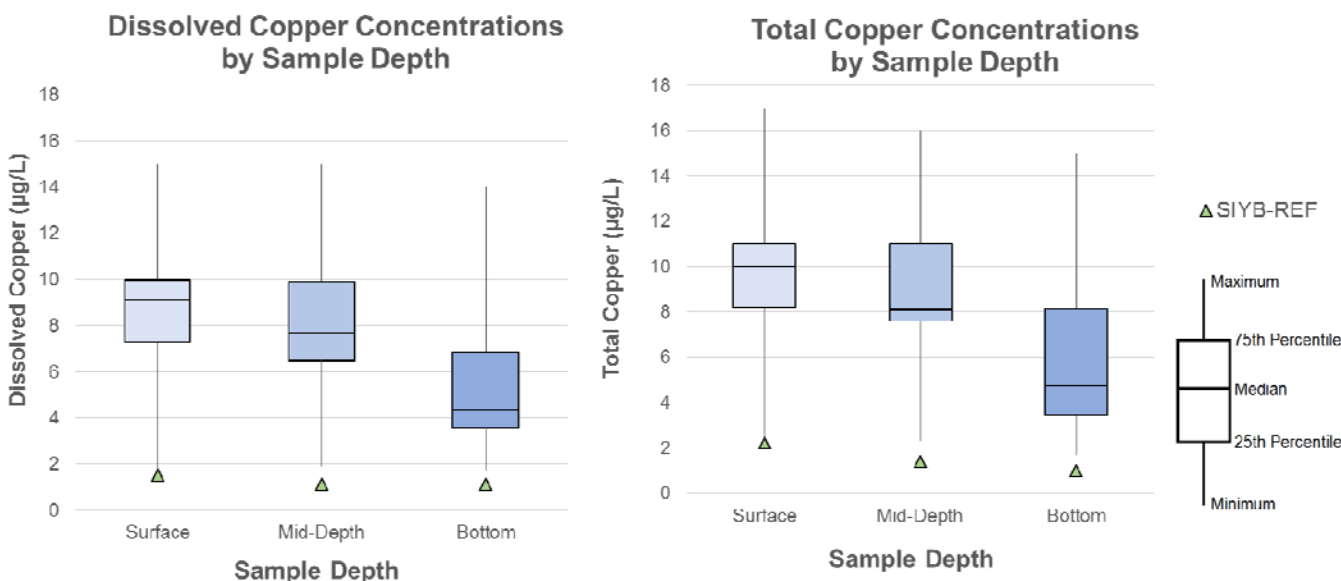 Dissolved Copper Concentrations
by Sample Depth
18
16
14
12
10
8
6
4
2
0
Dissolved Copper (µg/L)
Surface
Mid-Depth
Bottom
Sample Depth
Total Copper Concentrations
by Sample Depth
18
16
14
12
10
8
6
4
2
0
Total Copper (µg/L)
Surface
Mid-Depth
Bottom
Sample Depth
SIYB-REF
Maximum
75th Percentile
Median
25th Percentile
Minimum